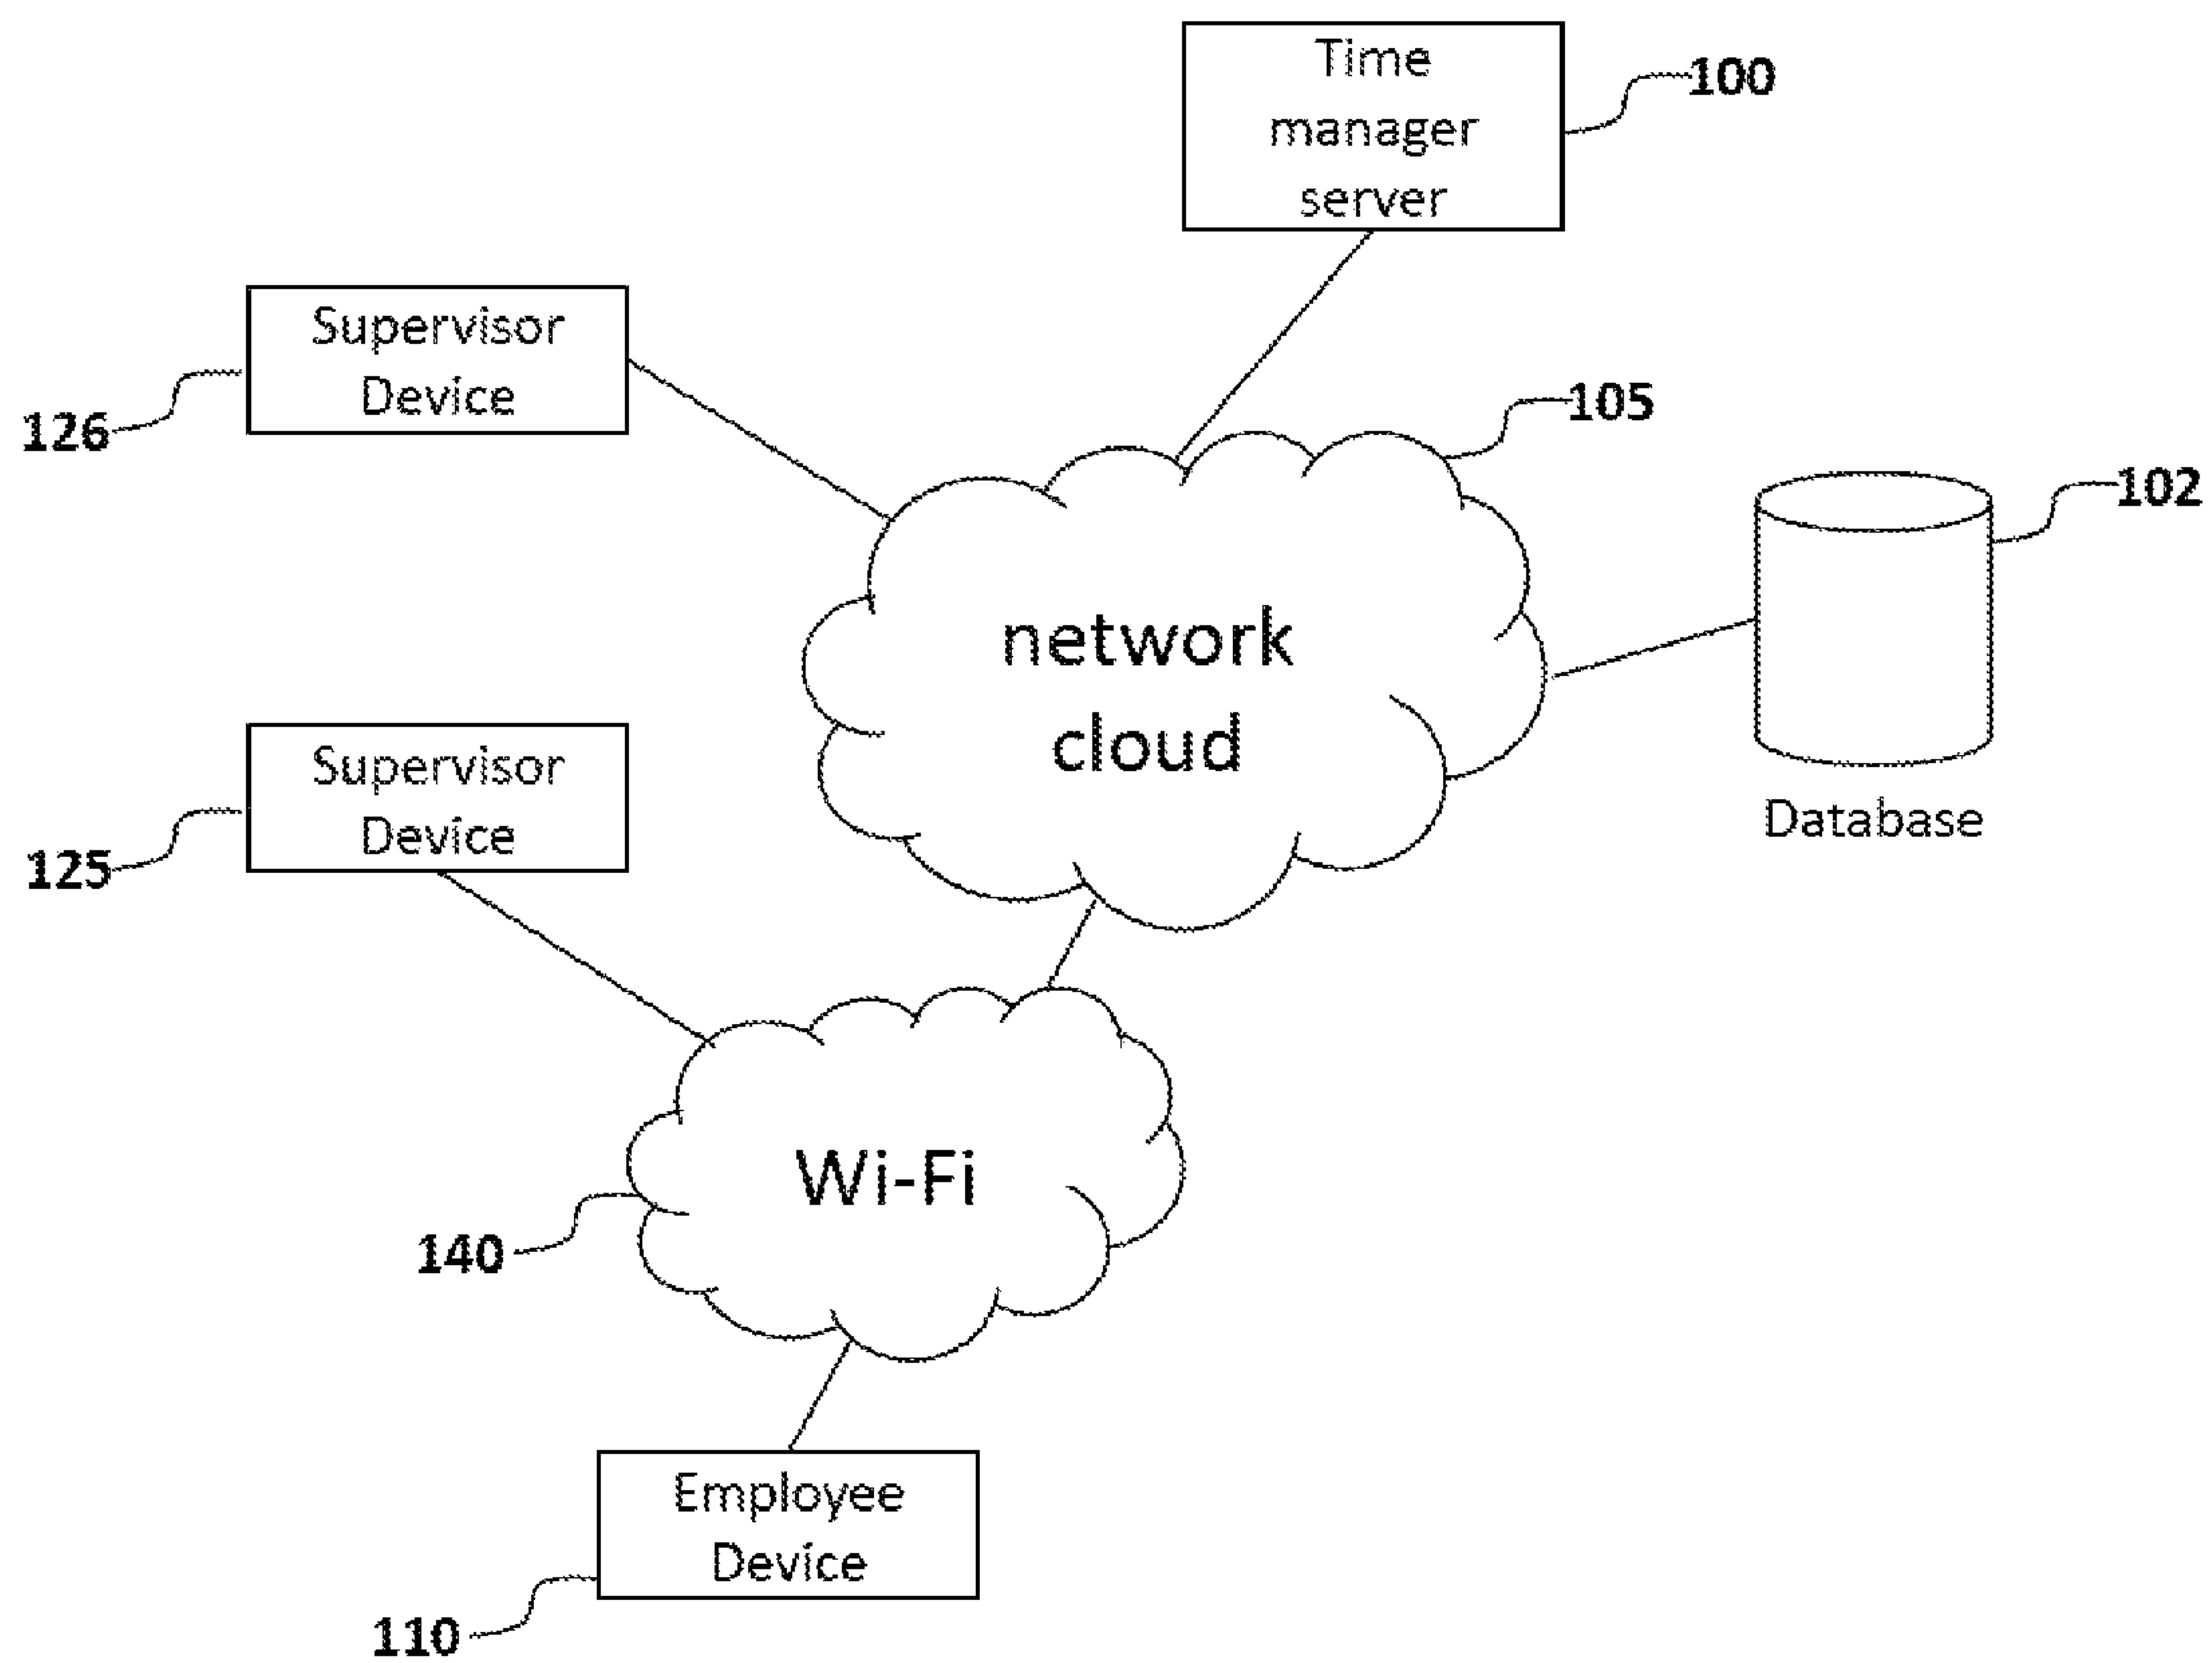 Time
manager
server
100
Supervisor
Device
126
105
102
network
cloud
Database
Supervisor
Device
125
Wi-Fi
140
Employee
Device
110